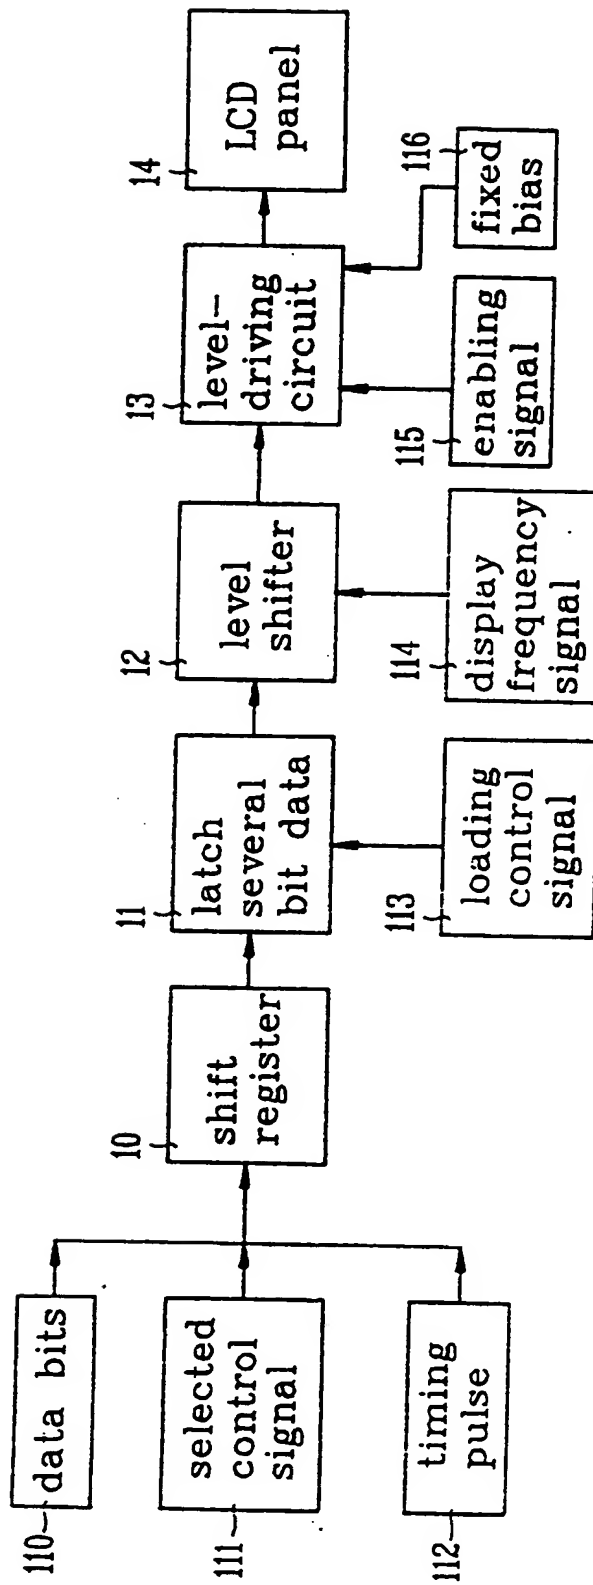 110
data bits
111
selected
control
signal
112
timing
pulse
10
shift
register
11
latch
several
bit data
113
loading
control
signal
12
level
shifter
114
display
frequency
signal
13
level-
driving
circuit
115
enabling
signal
116
fixed
bias
14
LCD
panel